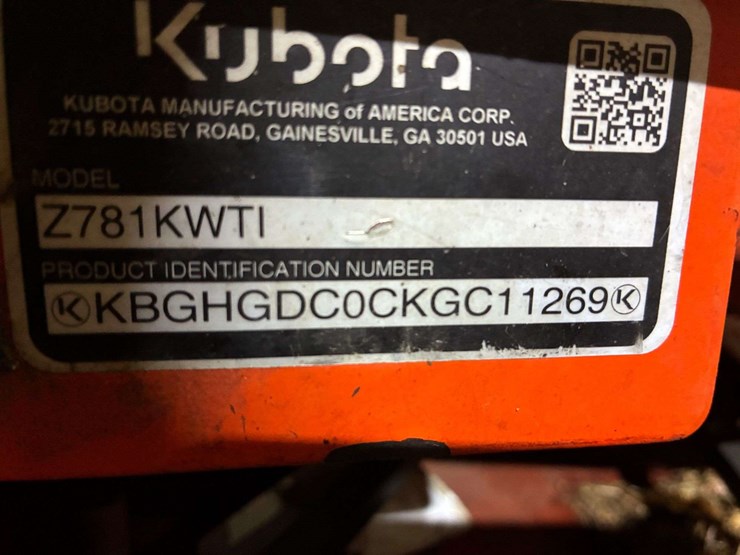 Kubota
KUBOTA MANUFACTURING of AMERICA CORP.
2715 RAMSEY ROAD, GAINESVILLE, GA 30501 USA
MODEL
Z781KWTI
PRODUCT IDENTIFICATION NUMBER
KBGHGDC0CKGC11269